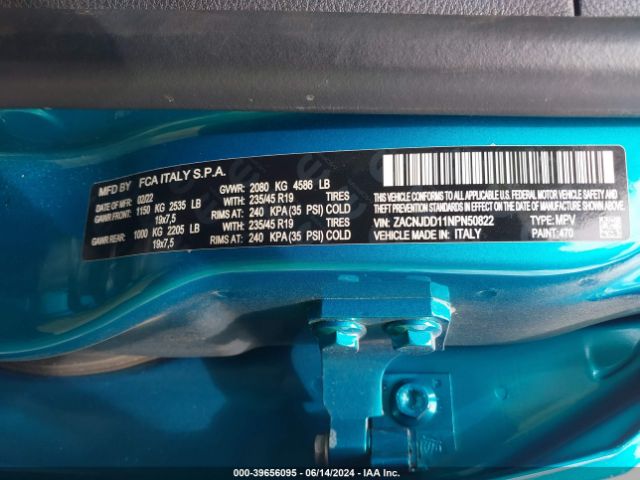 MFD BY FCA ITALY S.P.A.
DATE OF MFR: 02/22 GVWR: 2080 KG 4586 LB
GAWR FRONT: 1150 KG 2535 LB WITH: 235/45 R19 TIRES
19x7,5 RIMS AT: 240 KPA (35 PSI) COLD
GAWR REAR: 1000 KG 2205 LB WITH: 235/45 R19 TIRES
19x7,5 RIMS AT: 240 KPA(35 PSI) COLD
THIS VEHICLE CONFORMS TO ALL APPLICABLE U.S. FEDERAL MOTOR VEHICLE SAFETY,
BUMPER, AND THEFT PREVENTION STANDARDS IN EFFECT ON THE DATE OF MANUFACTURE SHOWN ABOVE
VIN: ZACNJDD11NPN50822 TYPE: MPV
VEHICLE MADE IN: ITALY PAINT: 470
000-39656095 - 06/14/2024 - IAA Inc.